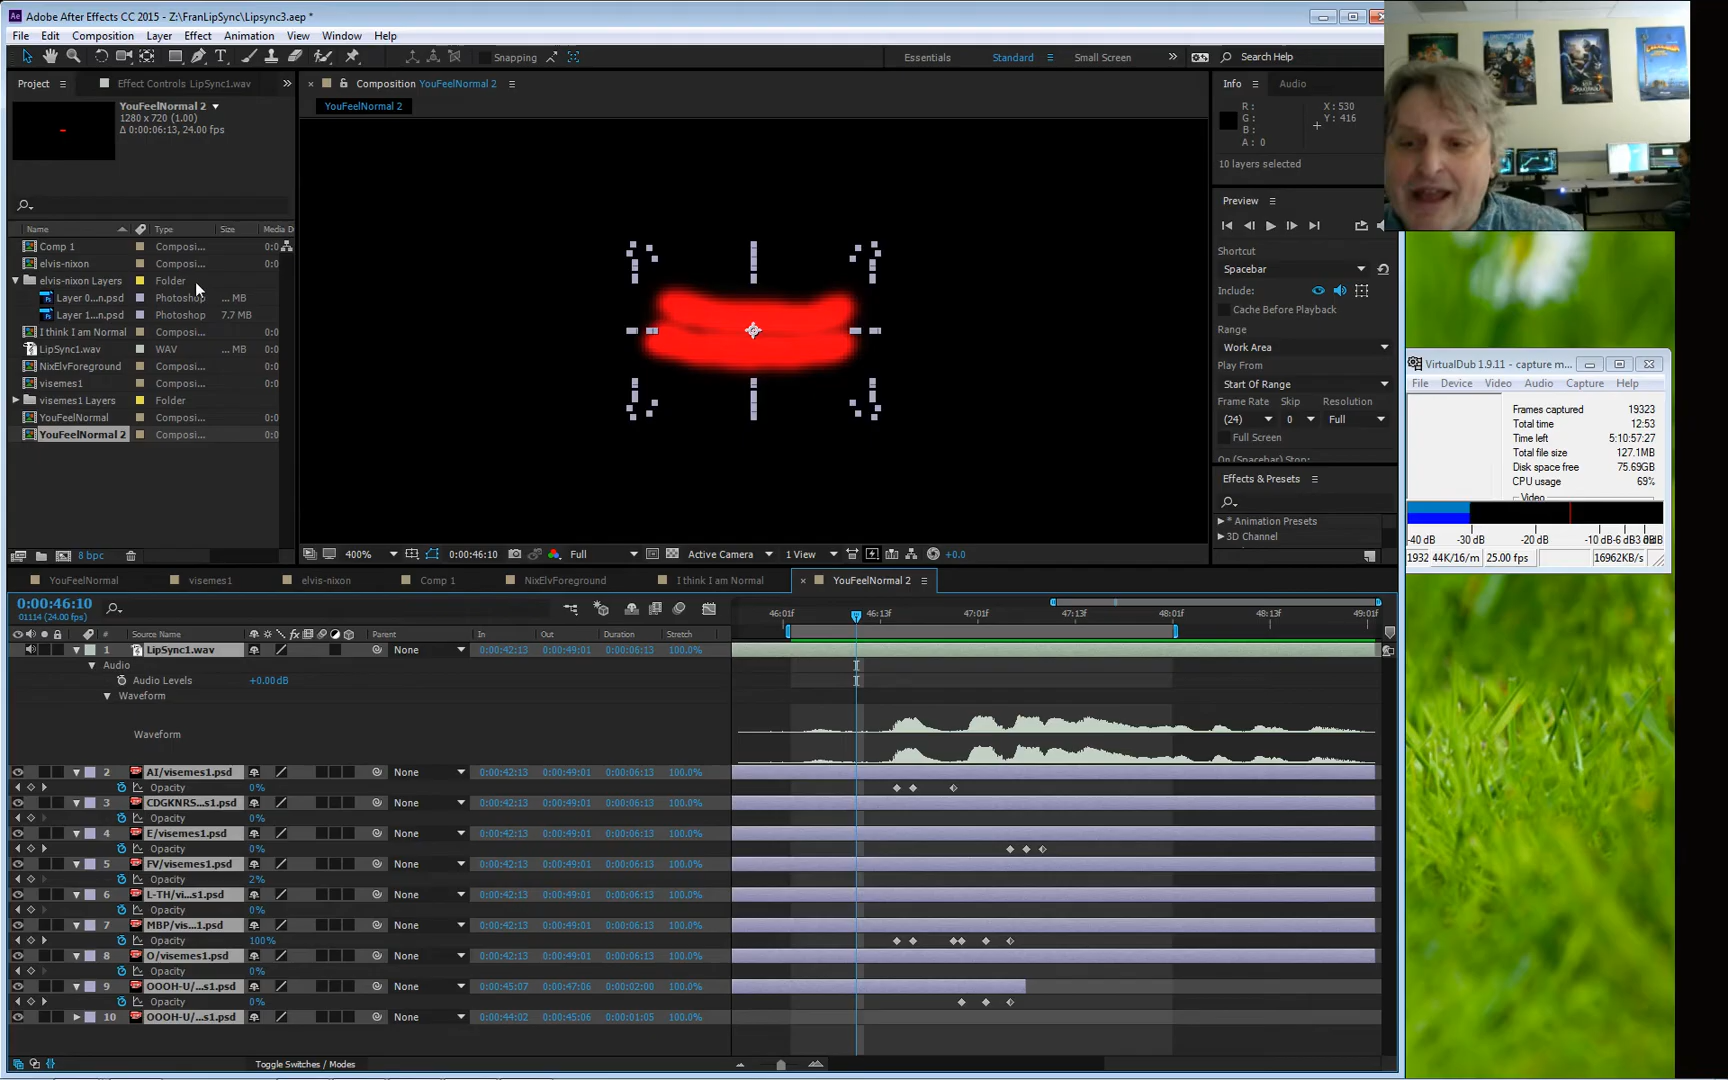 Adobe After Effects CC 2015 - Z:\FranLipSync\Lipsync3.aep *
File Edit Composition Layer Effect Animation View Window Help
Snapping
Essentials Standard Small Screen Search Help
Project Effect Controls LipSync1.wav
Composition YouFeelNormal 2
Info Audio
YouFeelNormal 2
1280 x 720 (1.00)
Δ 0:00:06:13, 24.00 fps
YouFeelNormal 2
R: X: 530
G: Y: 416
B:
A: 0
10 layers selected
Name Type Size Media D
Comp 1 Composi... 0:0
elvis-nixon Composi... 0:0
elvis-nixon Layers Folder
Layer 0...n.psd Photoshop ... MB
Layer 1...n.psd Photoshop 7.7 MB
I think I am Normal Composi... 0:0
LipSync1.wav WAV ... MB 0:0
NixElvForeground Composi... 0:0
visemes1 Composi... 0:0
visemes1 Layers Folder
YouFeelNormal Composi... 0:0
YouFeelNormal 2 Composi... 0:0
8 bpc
Preview
Shortcut
Spacebar
Include:
Cache Before Playback
Range
Work Area
Play From
Start Of Range
Frame Rate Skip Resolution
(24) 0 Full
Full Screen
On (Spacebar) Stop:
Effects & Presets
* Animation Presets
3D Channel
400% 0:00:46:10 Full Active Camera 1 View +0.0
VirtualDub 1.9.11 - capture m...
File Device Video Audio Capture Help
Frames captured 19323
Total time 12:53
Time left 5:10:57:27
Total file size 127.1MB
Disk space free 75.69GB
CPU usage 69%
Video
-40 dB -30 dB -20 dB -10 dB
1932 44K/16/m 25.00 fps 16962KB/s
YouFeelNormal visemes1 elvis-nixon Comp 1 NixElvForeground I think I am Normal YouFeelNormal 2
0:00:46:10
01114 (24.00 fps)
46:01f 46:13f 47:01f 47:13f 48:01f 48:13f 49:01f
# Source Name Parent In Out Duration Stretch
1 LipSync1.wav None 0:00:42:13 0:00:49:01 0:00:06:13 100.0%
Audio
Audio Levels +0.00dB
Waveform
Waveform
2 AI/visemes1.psd None 0:00:42:13 0:00:49:01 0:00:06:13 100.0%
Opacity 0%
3 CDGKNRS...s1.psd None 0:00:42:13 0:00:49:01 0:00:06:13 100.0%
Opacity 0%
4 E/visemes1.psd None 0:00:42:13 0:00:49:01 0:00:06:13 100.0%
Opacity 0%
5 FV/visemes1.psd None 0:00:42:13 0:00:49:01 0:00:06:13 100.0%
Opacity 2%
6 L-TH/vi...s1.psd None 0:00:42:13 0:00:49:01 0:00:06:13 100.0%
Opacity 0%
7 MBP/vis...1.psd None 0:00:42:13 0:00:49:01 0:00:06:13 100.0%
Opacity 100%
8 O/visemes1.psd None 0:00:42:13 0:00:49:01 0:00:06:13 100.0%
Opacity 0%
9 OOOH-U/...s1.psd None 0:00:45:07 0:00:47:06 0:00:02:00 100.0%
Opacity 0%
10 OOOH-U/...s1.psd None 0:00:44:02 0:00:45:06 0:00:01:05 100.0%
Toggle Switches / Modes